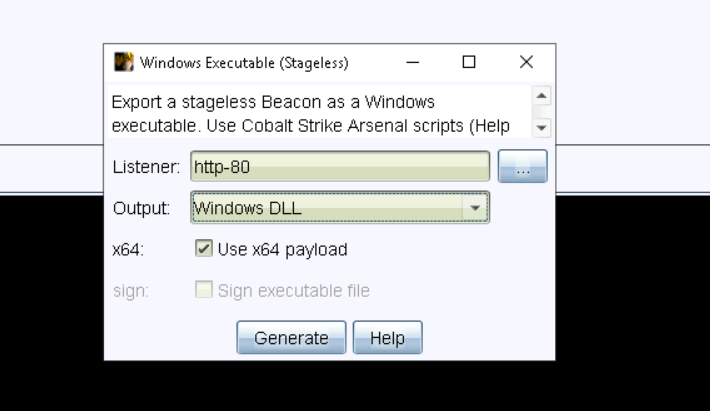 Windows Executable (Stageless)
Export a stageless Beacon as a Windows
executable. Use Cobalt Strike Arsenal scripts (Help
Listener: http-80 ...
Output: Windows DLL
x64: Use x64 payload
sign: Sign executable file
Generate Help